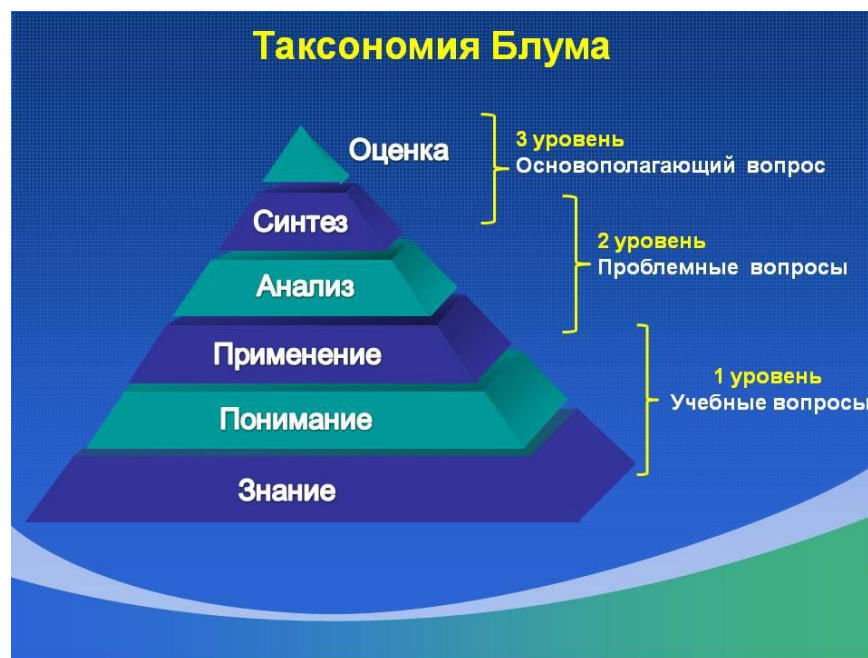 Таксономия Блума
Оценка
3 уровень
Основополагающий вопрос
Синтез
2 уровень
Проблемные вопросы
Анализ
Применение
1 уровень
Учебные вопросы
Понимание
Знание